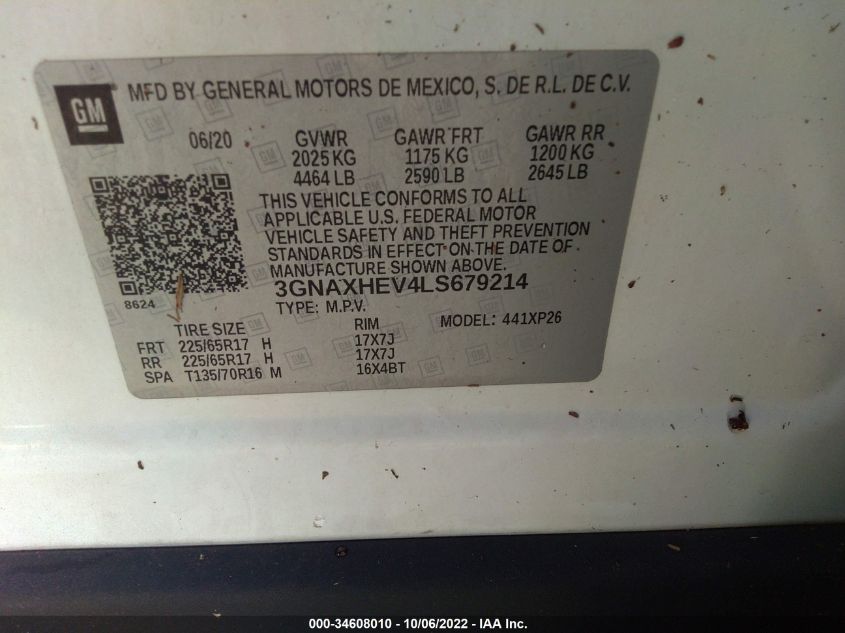 GM
MFD BY GENERAL MOTORS DE MEXICO, S. DE R.L. DE C.V.
06/20 GVWR GAWR FRT GAWR RR
2025 KG 1175 KG 1200 KG
4464 LB 2590 LB 2645 LB
THIS VEHICLE CONFORMS TO ALL
APPLICABLE U.S. FEDERAL MOTOR
VEHICLE SAFETY AND THEFT PREVENTION
STANDARDS IN EFFECT ON THE DATE OF
MANUFACTURE SHOWN ABOVE.
8624
3GNAXHEV4LS679214
TYPE: M.P.V.
TIRE SIZE RIM MODEL: 441XP26
FRT 225/65R17 H 17X7J
RR 225/65R17 H 17X7J
SPA T135/70R16 M 16X4BT
000-34608010 - 10/06/2022 - IAA Inc.